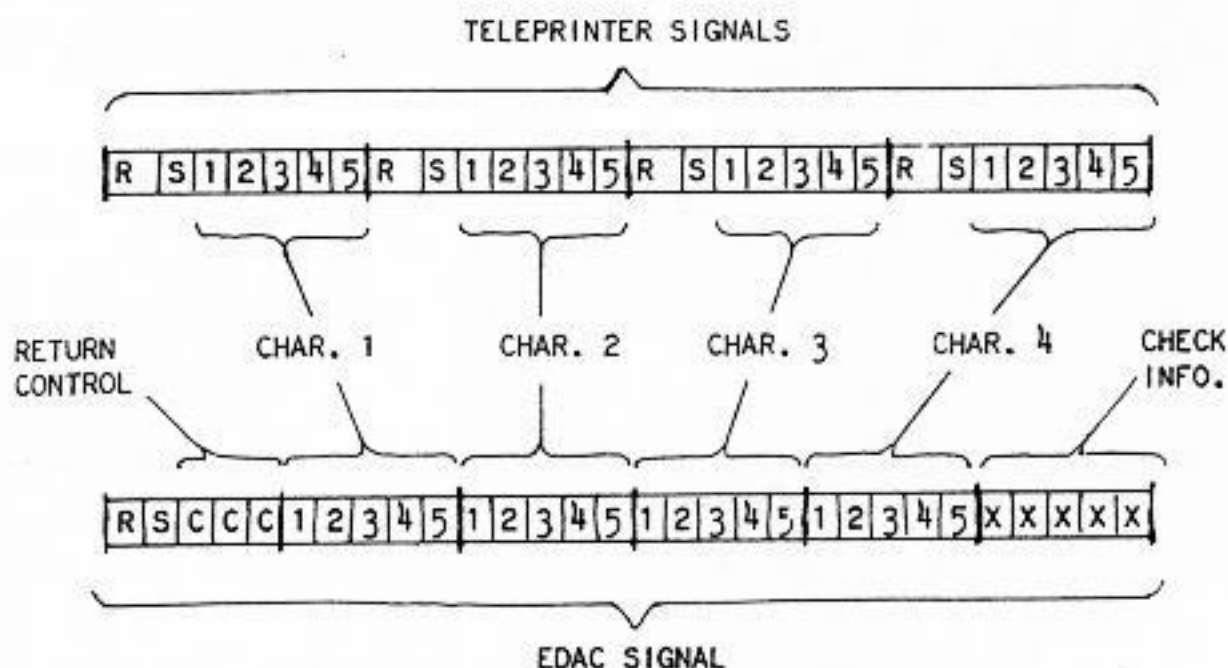 TELEPRINTER SIGNALS
R S 1 2 3 4 5 R S 1 2 3 4 5 R S 1 2 3 4 5 R S 1 2 3 4 5
RETURN CONTROL
CHAR. 1
CHAR. 2
CHAR. 3
CHAR. 4
CHECK INFO.
R S C C C 1 2 3 4 5 1 2 3 4 5 1 2 3 4 5 1 2 3 4 5 X X X X X
EDAC SIGNAL